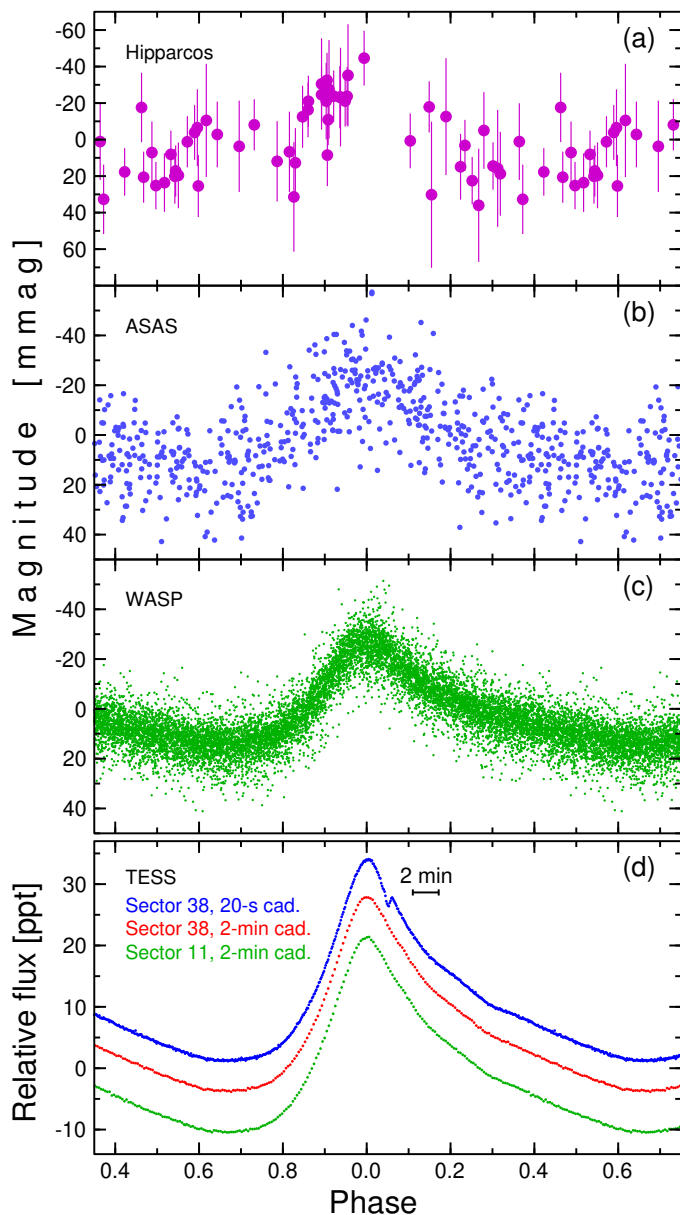 Magnitude [mmag]
-60
-40
-20
0
20
40
60
Hipparcos
(a)
-40
-20
0
20
40
ASAS
(b)
-40
-20
0
20
40
WASP
(c)
Relative flux [ppt]
30
20
10
0
-10
TESS
Sector 38, 20-s cad.
Sector 38, 2-min cad.
Sector 11, 2-min cad.
2 min
(d)
0.4 0.6 0.8 0.0 0.2 0.4 0.6
Phase